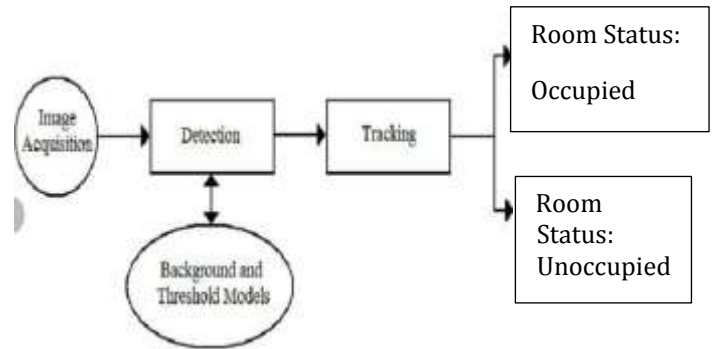 Image
Acquisition
Detection
Tracking
Room Status:
Occupied
Room
Status:
Unoccupied
Background and
Threshold Models